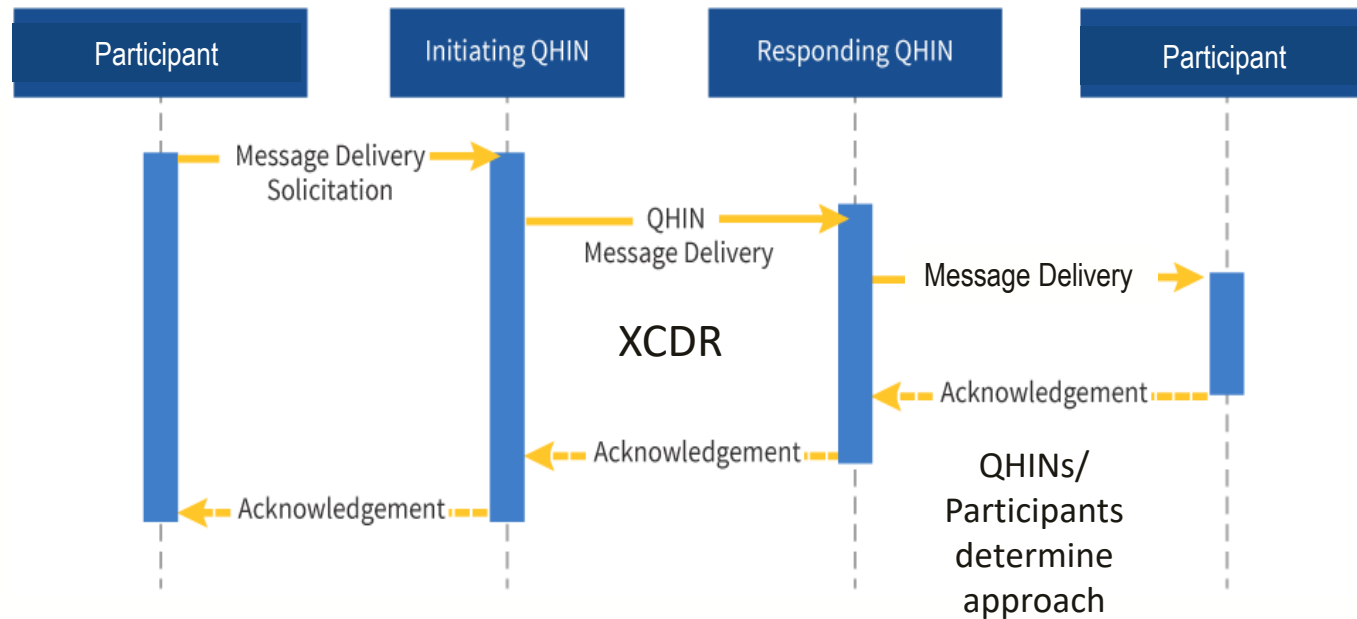 Participant
Initiating QHIN
Responding QHIN
Participant
Message Delivery
Solicitation
QHIN
Message Delivery
Message Delivery
XCDR
Acknowledgement
Acknowledgement
Acknowledgement
QHINs/
Participants
determine
approach